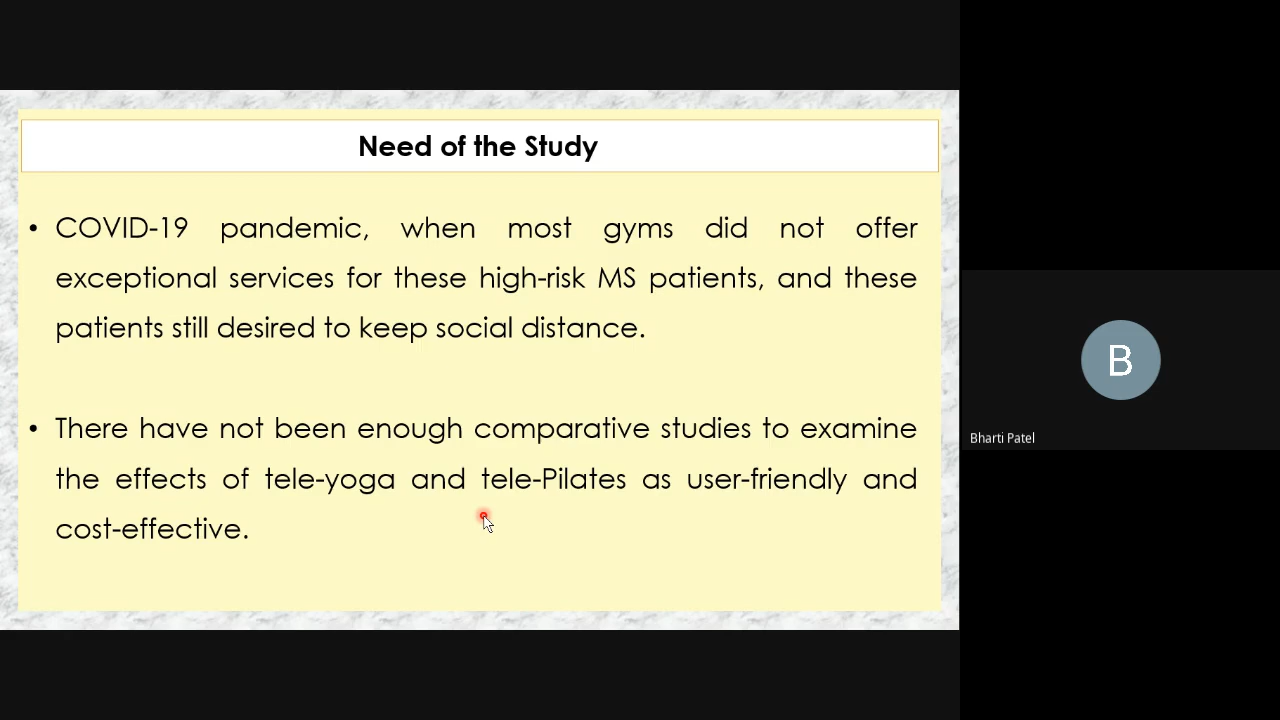 Need of the Study
• COVID-19 pandemic, when most gyms did not offer
exceptional services for these high-risk MS patients, and these
patients still desired to keep social distance.
• There have not been enough comparative studies to examine
the effects of tele-yoga and tele-Pilates as user-friendly and
cost-effective.
B
Bharti Patel